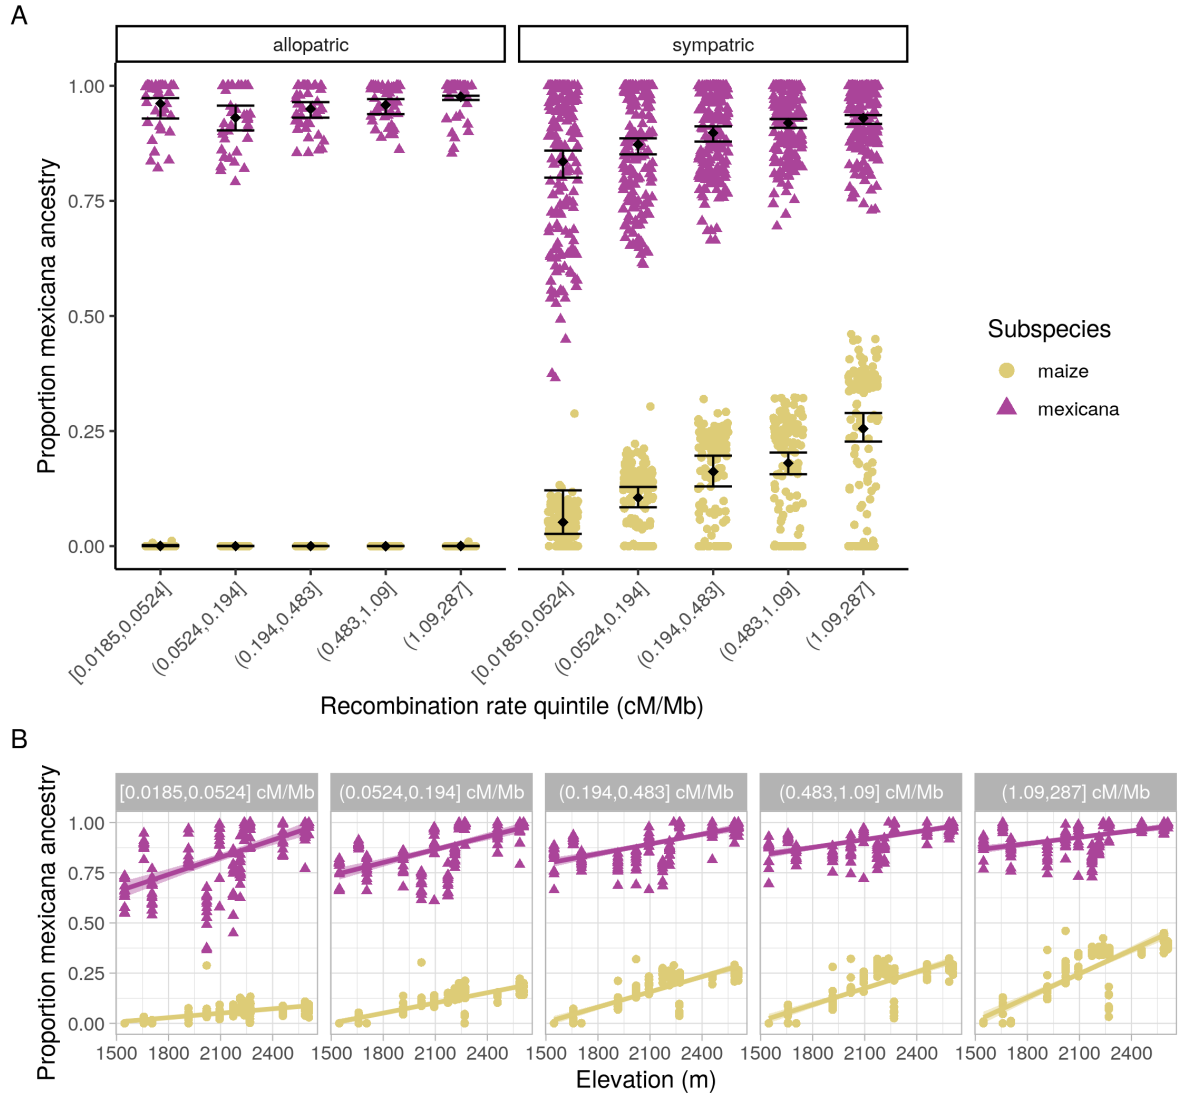 A
allopatric
sympatric
Proportion mexicana ancestry
1.00
0.75
0.50
0.25
0.00
[0.0185,0.0524]
(0.0524,0.194]
(0.194,0.483]
(0.483,1.09]
(1.09,287]
[0.0185,0.0524]
(0.0524,0.194]
(0.194,0.483]
(0.483,1.09]
(1.09,287]
Recombination rate quintile (cM/Mb)
Subspecies
maize
mexicana
B
Proportion mexicana ancestry
[0.0185,0.0524] cM/Mb
(0.0524,0.194] cM/Mb
(0.194,0.483] cM/Mb
(0.483,1.09] cM/Mb
(1.09,287] cM/Mb
1.00
0.75
0.50
0.25
0.00
1500 1800 2100 2400
1500 1800 2100 2400
1500 1800 2100 2400
1500 1800 2100 2400
1500 1800 2100 2400
Elevation (m)